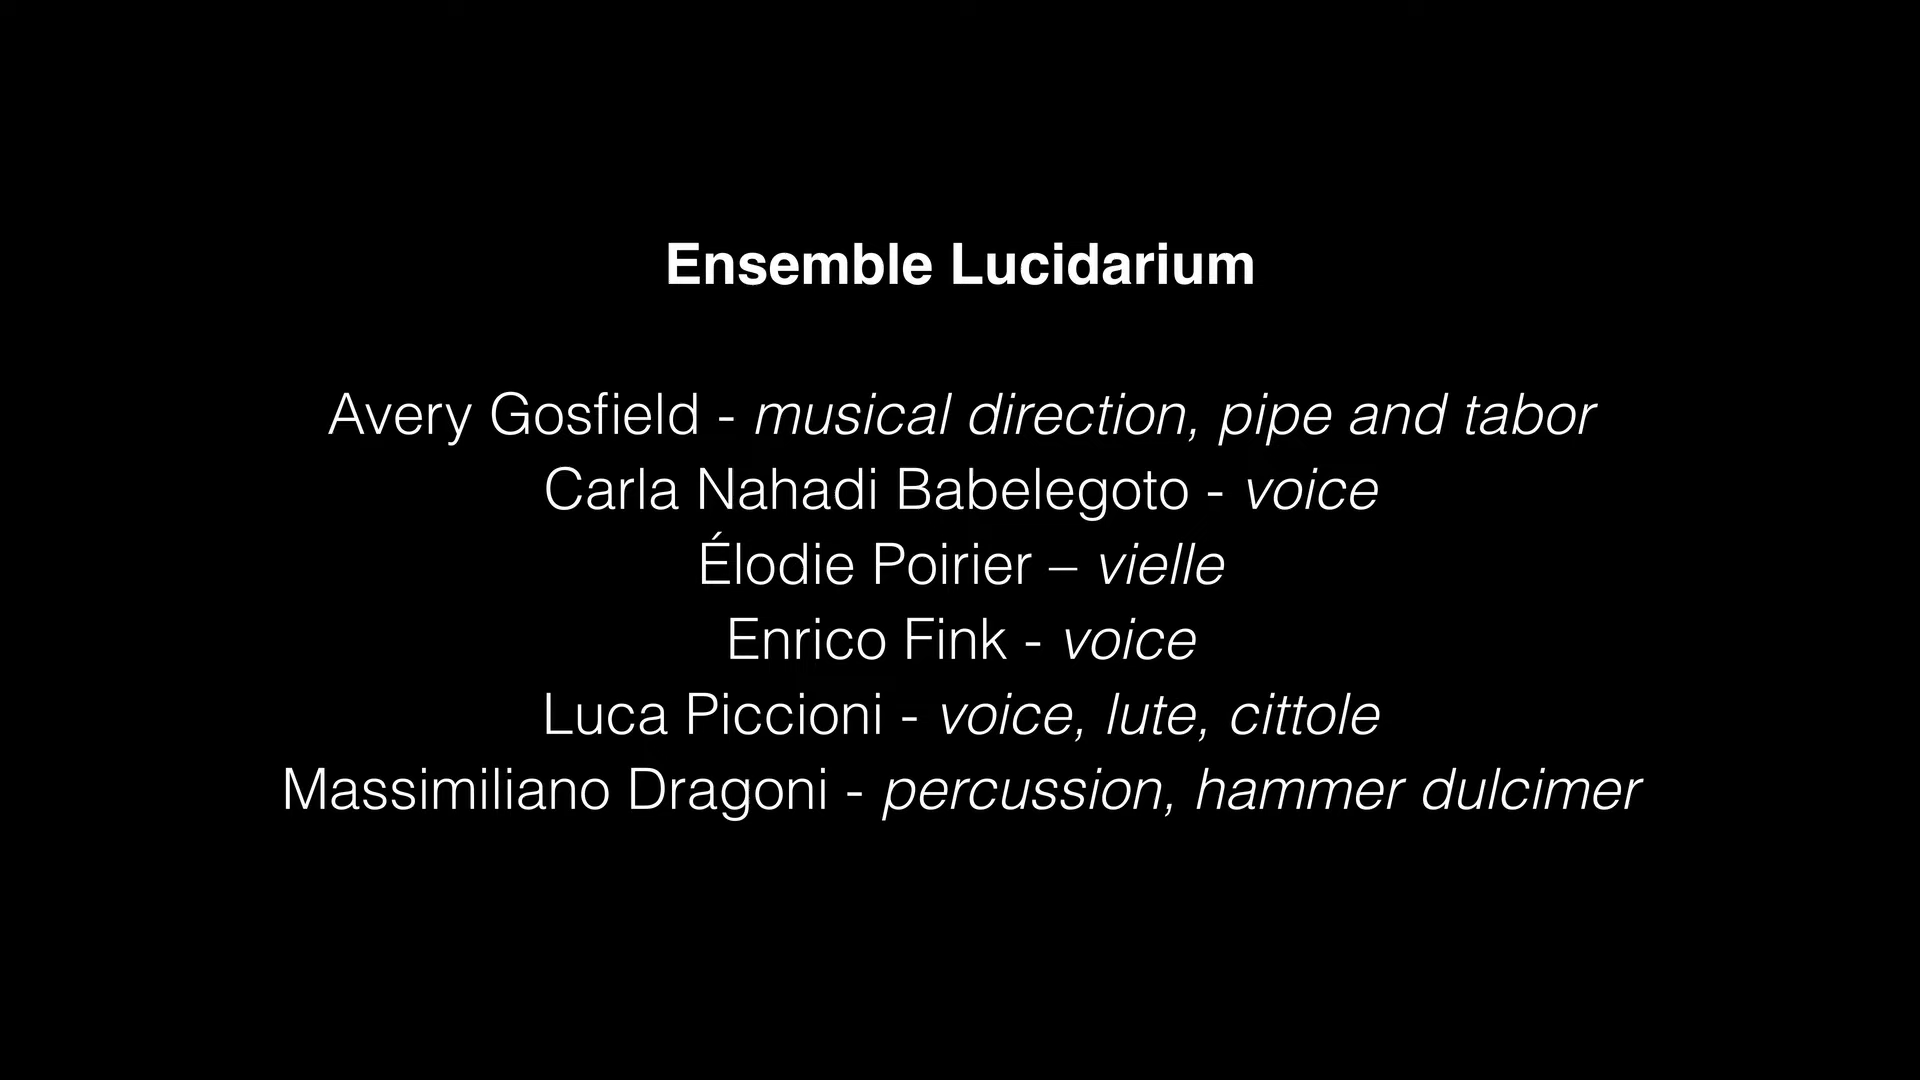 Ensemble Lucidarium
Avery Gosfield - musical direction, pipe and tabor
Carla Nahadi Babelegoto - voice
Élodie Poirier – vielle
Enrico Fink - voice
Luca Piccioni - voice, lute, cittole
Massimiliano Dragoni - percussion, hammer dulcimer